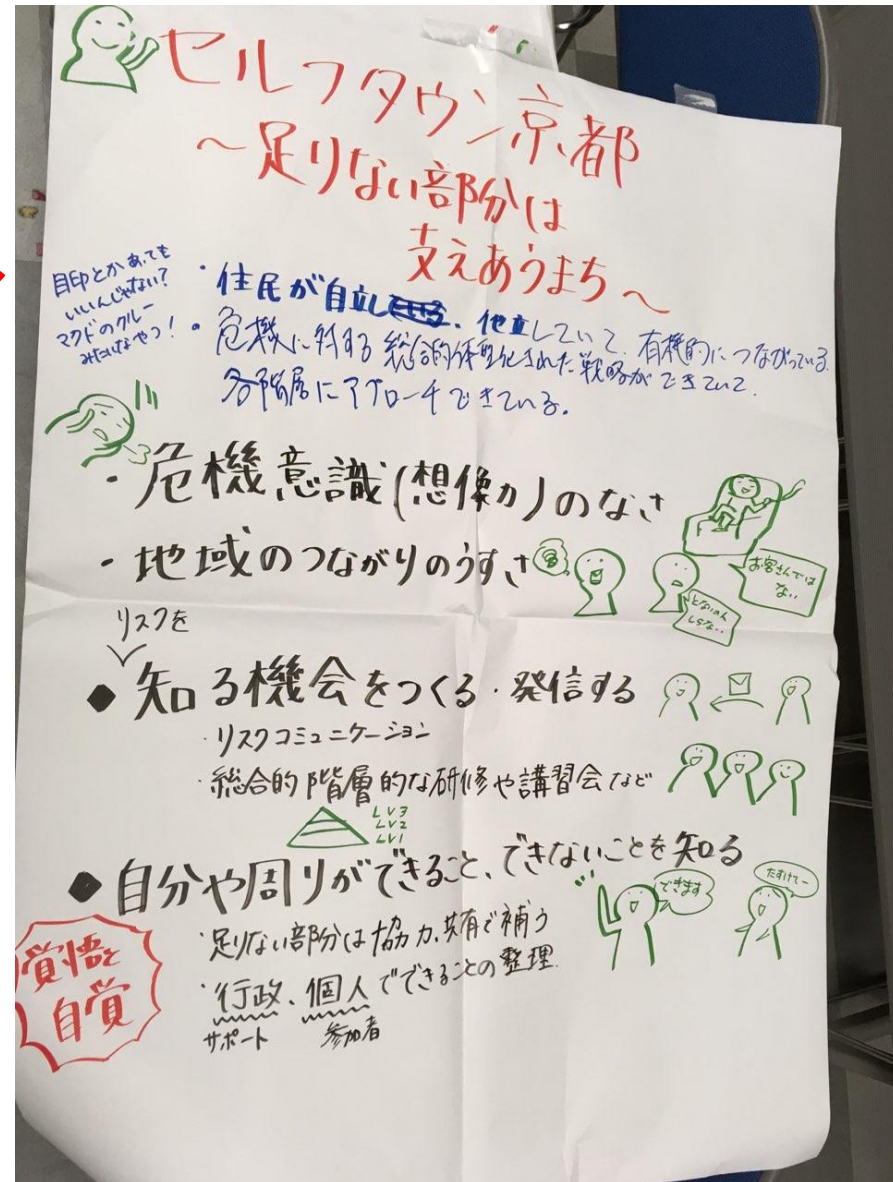 セルフタウン京都
～足りない部分は
支えあうまち～
目印とかあっても
いいんじゃない？
マクドのクルー
みたいなやつ！
・住民が自立し、他立していて、有機的につながっている。
・危機に対する総合的体系化された戦略ができていて、
各階層にアプローチできている。
・危機意識(想像力)のなさ
・地域のつながりのうすさ
お客さんでは
ない
となりのん
しらない
リスクを
◆知る機会をつくる・発信する
・リスクコミュニケーション
・総合的階層的な研修や講習会など
LV3
LV2
LV1
◆自分や周りができること、できないことを知る
できます
たすけてー
・足りない部分は協力、共有で補う
・行政、個人でできることの整理
サポート 参加者
覚悟と
自覚